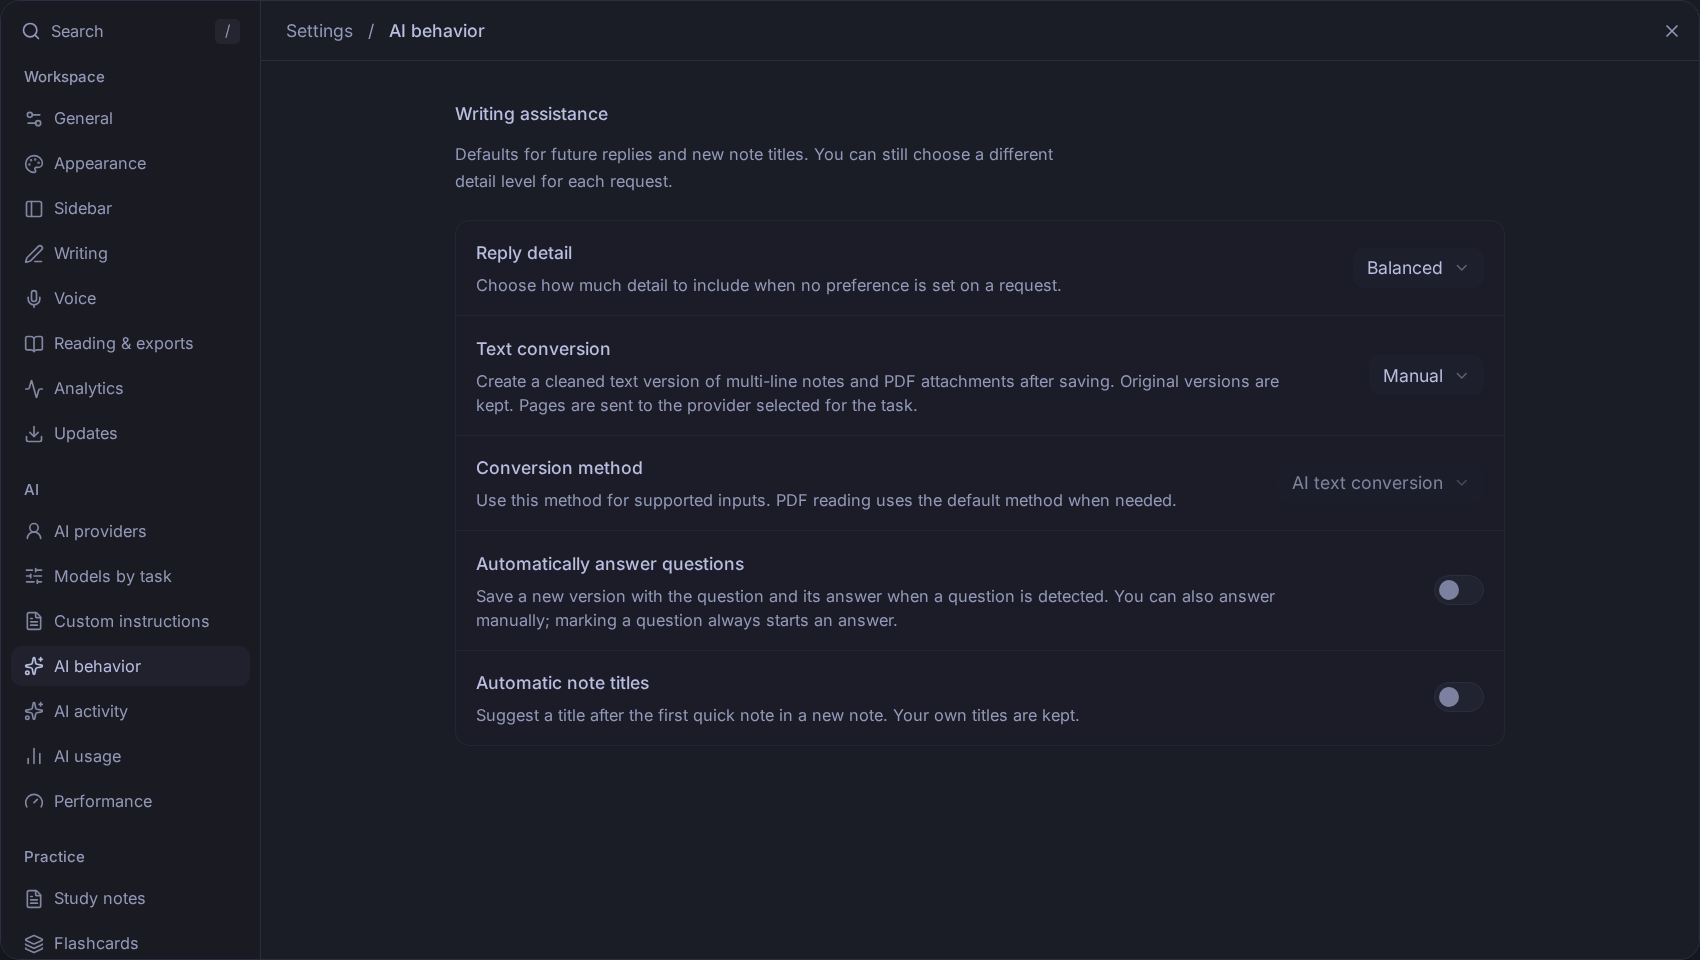 Search /
Workspace
General
Appearance
Sidebar
Writing
Voice
Reading & exports
Analytics
Updates
AI
AI providers
Models by task
Custom instructions
AI behavior
AI activity
AI usage
Performance
Practice
Study notes
Flashcards
Settings / AI behavior
Writing assistance
Defaults for future replies and new note titles. You can still choose a different
detail level for each request.
Reply detail
Choose how much detail to include when no preference is set on a request.
Balanced
Text conversion
Create a cleaned text version of multi-line notes and PDF attachments after saving. Original versions are
kept. Pages are sent to the provider selected for the task.
Manual
Conversion method
Use this method for supported inputs. PDF reading uses the default method when needed.
AI text conversion
Automatically answer questions
Save a new version with the question and its answer when a question is detected. You can also answer
manually; marking a question always starts an answer.
Automatic note titles
Suggest a title after the first quick note in a new note. Your own titles are kept.